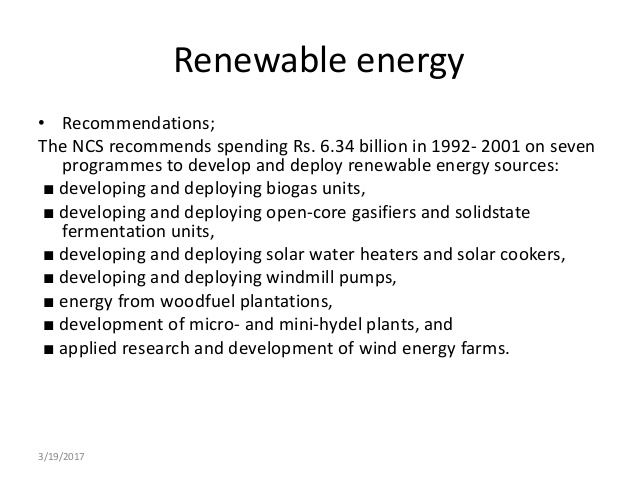 Renewable energy
• Recommendations;
The NCS recommends spending Rs. 6.34 billion in 1992- 2001 on seven
programmes to develop and deploy renewable energy sources:
■ developing and deploying biogas units,
■ developing and deploying open-core gasifiers and solidstate
fermentation units,
■ developing and deploying solar water heaters and solar cookers,
■ developing and deploying windmill pumps,
■ energy from woodfuel plantations,
■ development of micro- and mini-hydel plants, and
■ applied research and development of wind energy farms.
3/19/2017